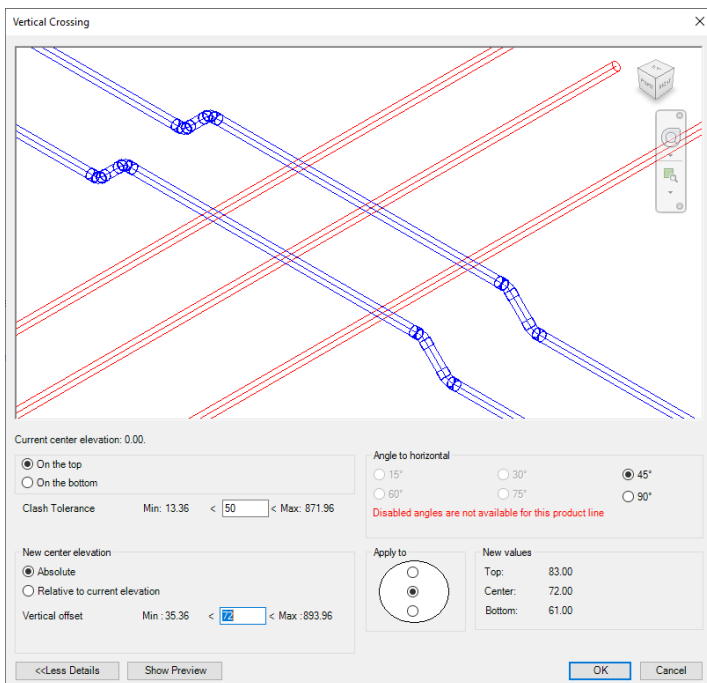 Vertical Crossing
Current center elevation: 0.00.
On the top
On the bottom
Clash Tolerance Min: 13.36 < 50 < Max: 871.96
Angle to horizontal
15° 30° 45°
60° 75° 90°
Disabled angles are not available for this product line
New center elevation
Absolute
Relative to current elevation
Vertical offset Min : 35.36 < 72 < Max :893.96
Apply to
New values
Top: 83.00
Center: 72.00
Bottom: 61.00
<<Less Details Show Preview OK Cancel